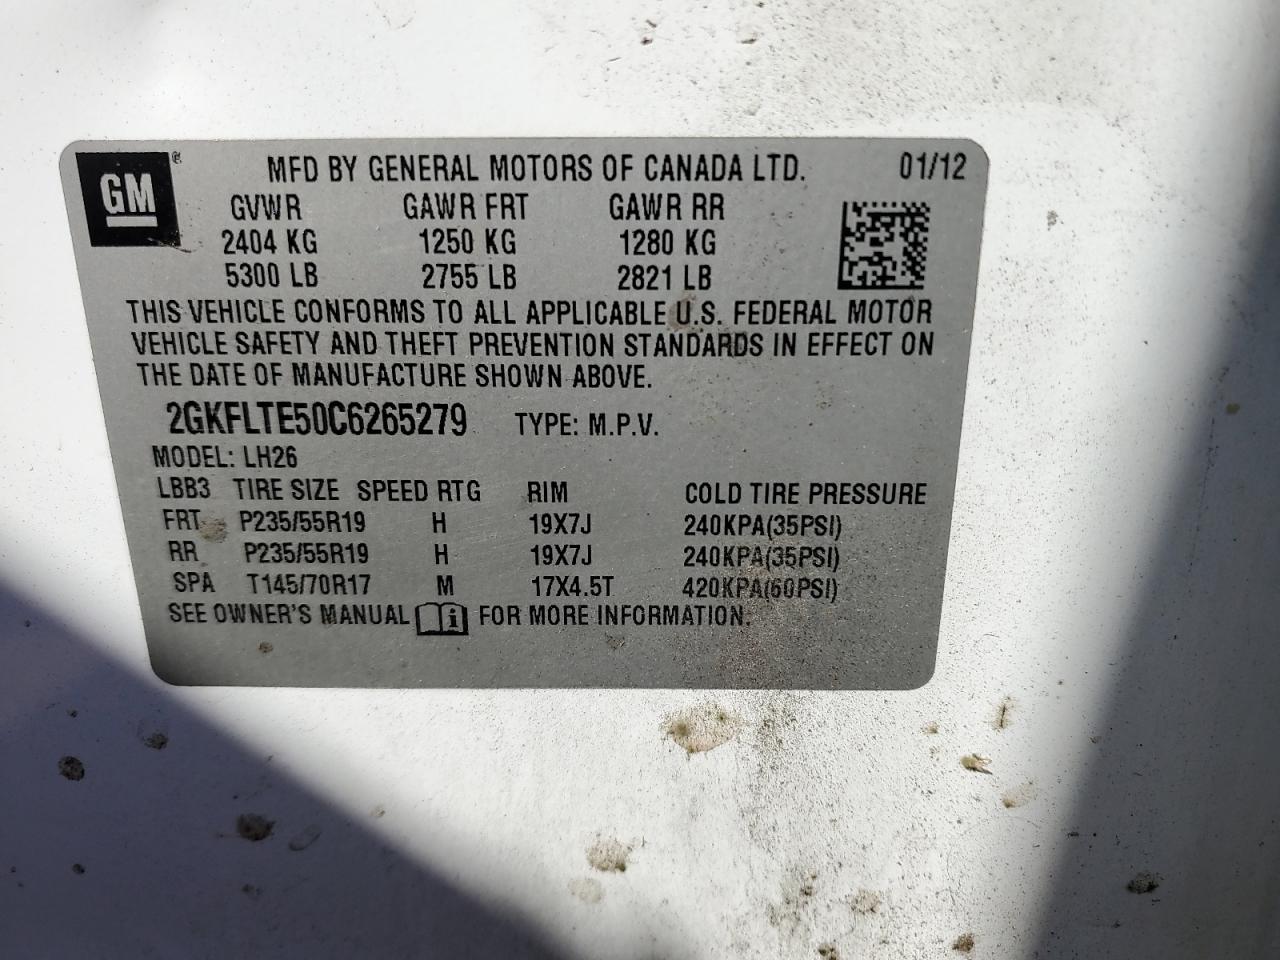 GM ® MFD BY GENERAL MOTORS OF CANADA LTD. 01/12
GVWR GAWR FRT GAWR RR
2404 KG 1250 KG 1280 KG
5300 LB 2755 LB 2821 LB
THIS VEHICLE CONFORMS TO ALL APPLICABLE U.S. FEDERAL MOTOR
VEHICLE SAFETY AND THEFT PREVENTION STANDARDS IN EFFECT ON
THE DATE OF MANUFACTURE SHOWN ABOVE.
2GKFLTE50C6265279 TYPE: M.P.V.
MODEL: LH26
LBB3 TIRE SIZE SPEED RTG RIM COLD TIRE PRESSURE
FRT P235/55R19 H 19X7J 240KPA(35PSI)
RR P235/55R19 H 19X7J 240KPA(35PSI)
SPA T145/70R17 M 17X4.5T 420KPA(60PSI)
SEE OWNER'S MANUAL i FOR MORE INFORMATION.